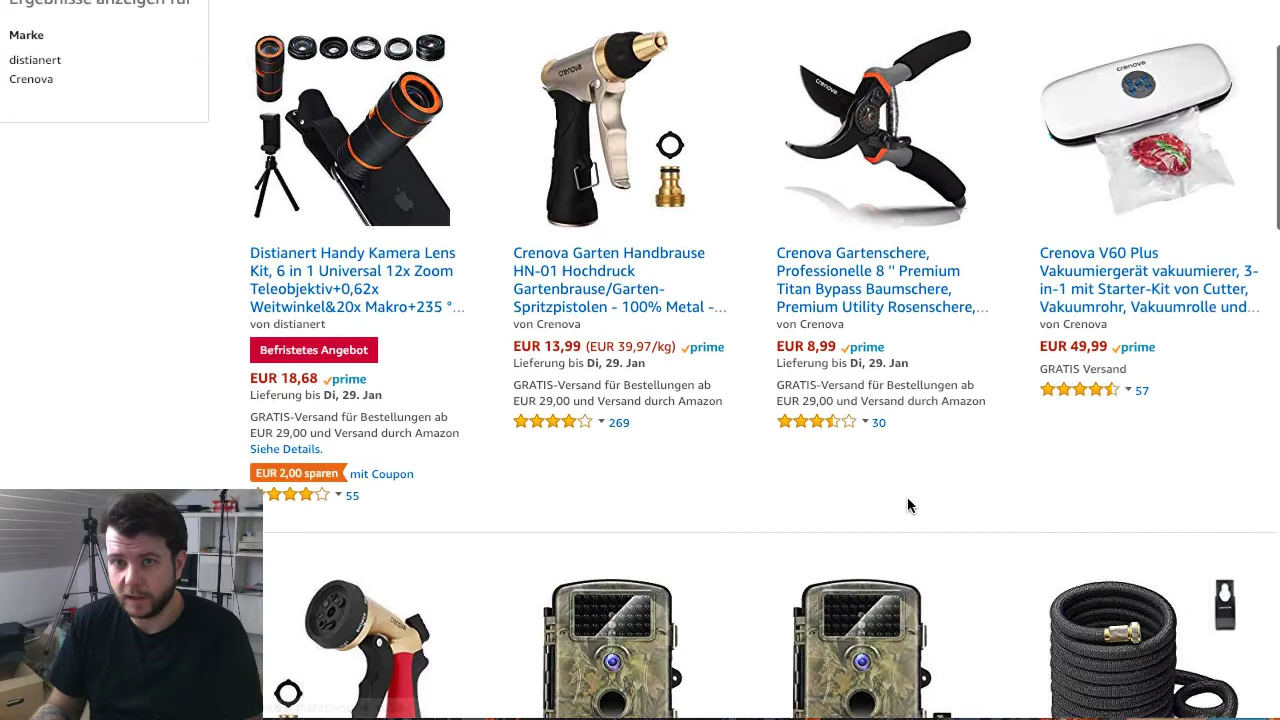 Ergebnisse anzeigen für
Marke
distianert
Crenova
crenova
crenova
crenova
Distianert Handy Kamera Lens
Kit, 6 in 1 Universal 12x Zoom
Teleobjektiv+0,62x
Weitwinkel&20x Makro+235 °…
von distianert
Befristetes Angebot
EUR 18,68 prime
Lieferung bis Di, 29. Jan
GRATIS-Versand für Bestellungen ab
EUR 29,00 und Versand durch Amazon
Siehe Details.
EUR 2,00 sparen mit Coupon
55
Crenova Garten Handbrause
HN-01 Hochdruck
Gartenbrause/Garten-
Spritzpistolen - 100% Metal -…
von Crenova
EUR 13,99 (EUR 39,97/kg) prime
Lieferung bis Di, 29. Jan
GRATIS-Versand für Bestellungen ab
EUR 29,00 und Versand durch Amazon
269
Crenova Gartenschere,
Professionelle 8 '' Premium
Titan Bypass Baumschere,
Premium Utility Rosenschere,…
von Crenova
EUR 8,99 prime
Lieferung bis Di, 29. Jan
GRATIS-Versand für Bestellungen ab
EUR 29,00 und Versand durch Amazon
30
Crenova V60 Plus
Vakuumiergerät vakuumierer, 3-
in-1 mit Starter-Kit von Cutter,
Vakuumrohr, Vakuumrolle und…
von Crenova
EUR 49,99 prime
GRATIS Versand
57